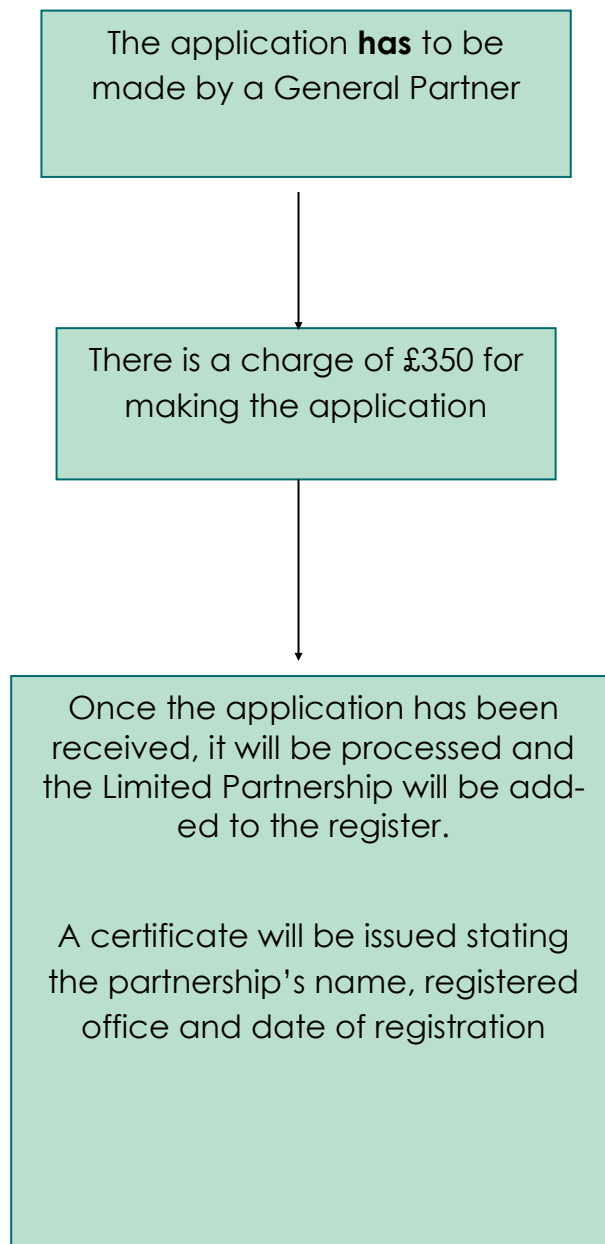 The application has to be
made by a General Partner
There is a charge of £350 for
making the application
Once the application has been
received, it will be processed and
the Limited Partnership will be add-
ed to the register.
A certificate will be issued stating
the partnership’s name, registered
office and date of registration